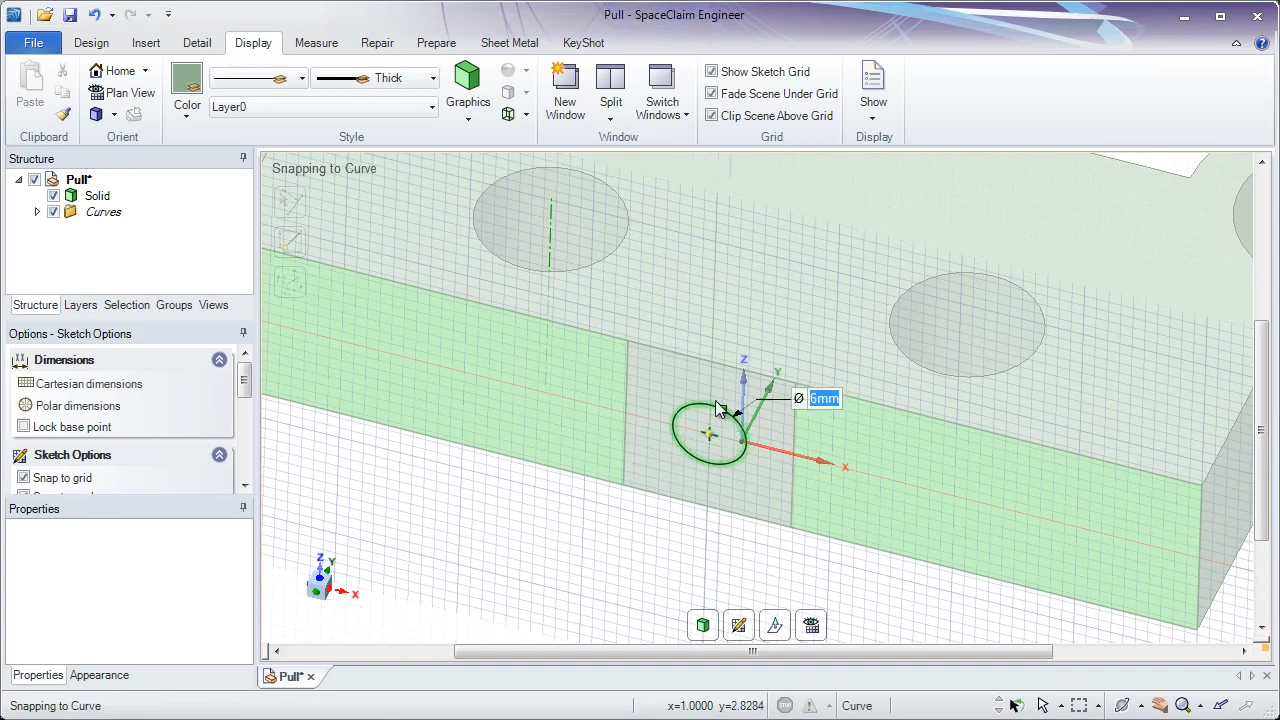 Pull - SpaceClaim Engineer
File Design Insert Detail Display Measure Repair Prepare Sheet Metal KeyShot
Paste
Home
Plan View
Color
Thick
Layer0
Graphics
New Window
Split
Switch Windows
Show Sketch Grid
Fade Scene Under Grid
Clip Scene Above Grid
Show
Clipboard Orient Style Window Grid Display
Structure
Pull*
Solid
Curves
Structure Layers Selection Groups Views
Options - Sketch Options
Dimensions
Cartesian dimensions
Polar dimensions
Lock base point
Sketch Options
Snap to grid
Properties
Properties Appearance
Snapping to Curve
Z
Y
X
Ø 6mm
Z
Y
X
Pull*
Snapping to Curve
x=1.0000 y=2.8284
Curve